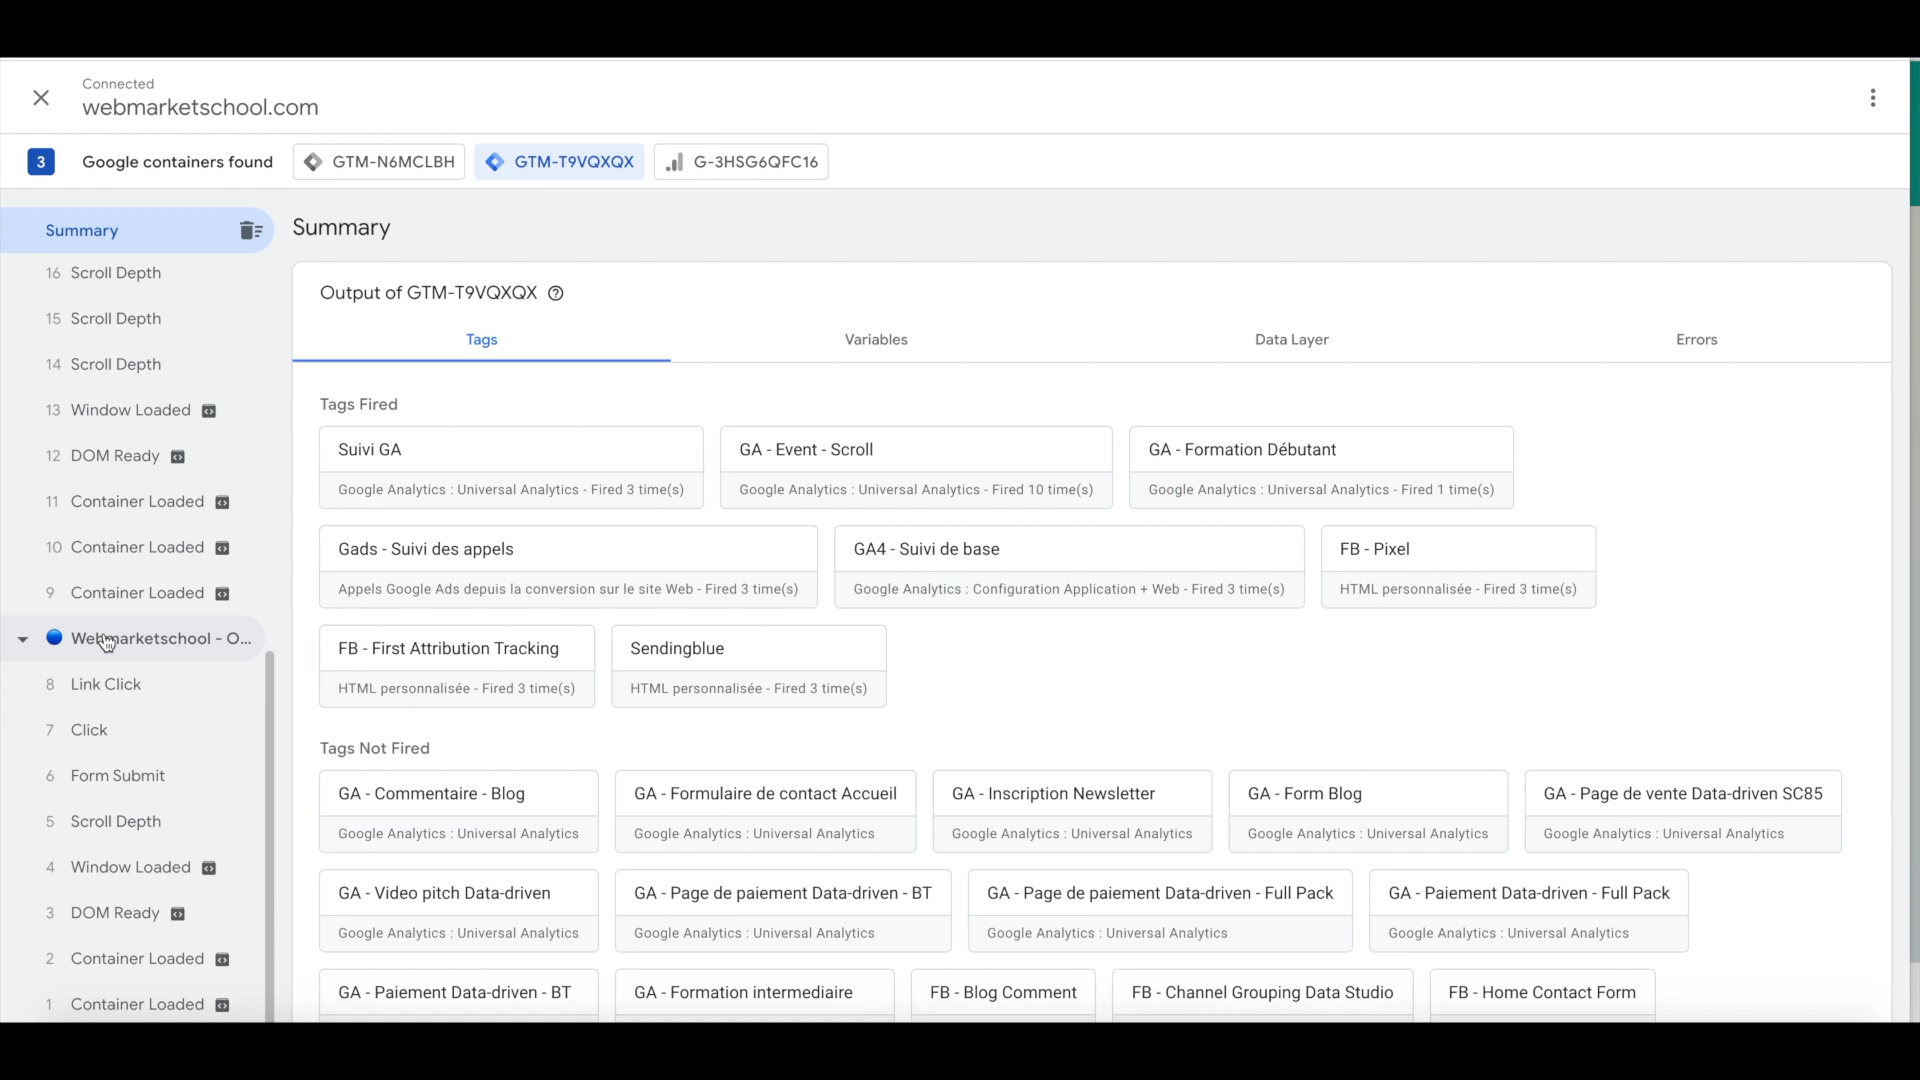 Connected
webmarketschool.com
3 Google containers found GTM-N6MCLBH GTM-T9VQXQX G-3HSG6QFC16
Summary
16 Scroll Depth
15 Scroll Depth
14 Scroll Depth
13 Window Loaded
12 DOM Ready
11 Container Loaded
10 Container Loaded
9 Container Loaded
Webmarketschool - O...
8 Link Click
7 Click
6 Form Submit
5 Scroll Depth
4 Window Loaded
3 DOM Ready
2 Container Loaded
1 Container Loaded
Summary
Output of GTM-T9VQXQX
Tags Variables Data Layer Errors
Tags Fired
Suivi GA
Google Analytics : Universal Analytics - Fired 3 time(s)
GA - Event - Scroll
Google Analytics : Universal Analytics - Fired 10 time(s)
GA - Formation Débutant
Google Analytics : Universal Analytics - Fired 1 time(s)
Gads - Suivi des appels
Appels Google Ads depuis la conversion sur le site Web - Fired 3 time(s)
GA4 - Suivi de base
Google Analytics : Configuration Application + Web - Fired 3 time(s)
FB - Pixel
HTML personnalisée - Fired 3 time(s)
FB - First Attribution Tracking
HTML personnalisée - Fired 3 time(s)
Sendingblue
HTML personnalisée - Fired 3 time(s)
Tags Not Fired
GA - Commentaire - Blog
Google Analytics : Universal Analytics
GA - Formulaire de contact Accueil
Google Analytics : Universal Analytics
GA - Inscription Newsletter
Google Analytics : Universal Analytics
GA - Form Blog
Google Analytics : Universal Analytics
GA - Page de vente Data-driven SC85
Google Analytics : Universal Analytics
GA - Video pitch Data-driven
Google Analytics : Universal Analytics
GA - Page de paiement Data-driven - BT
Google Analytics : Universal Analytics
GA - Page de paiement Data-driven - Full Pack
Google Analytics : Universal Analytics
GA - Paiement Data-driven - Full Pack
Google Analytics : Universal Analytics
GA - Paiement Data-driven - BT
GA - Formation intermediaire
FB - Blog Comment
FB - Channel Grouping Data Studio
FB - Home Contact Form